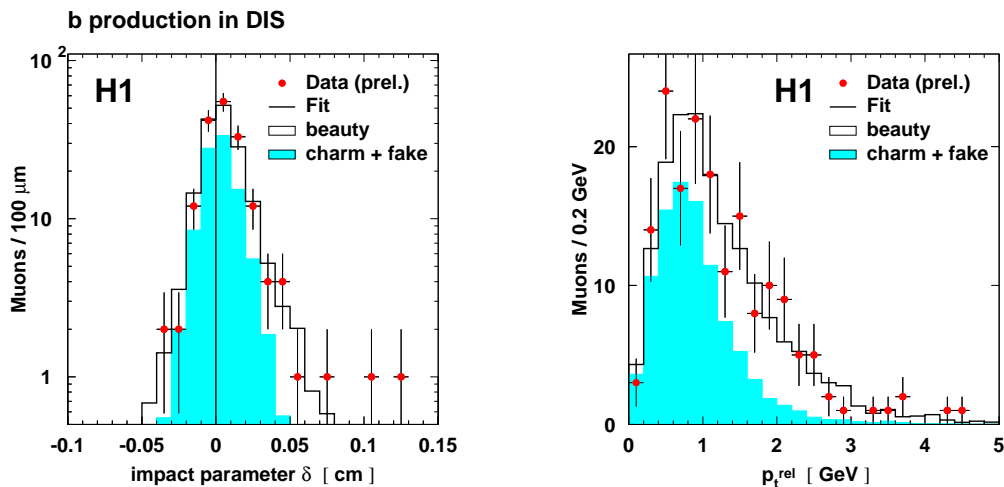 b production in DIS
H1
Data (prel.)
Fit
beauty
charm + fake
Muons / 100 μm
10 ²
10
1
-0.1 -0.05 0 0.05 0.1 0.15
impact parameter δ [ cm ]
H1
Data (prel.)
Fit
beauty
charm + fake
Muons / 0.2 GeV
20
10
0
0 1 2 3 4 5
pₜʳᵉˡ [ GeV ]